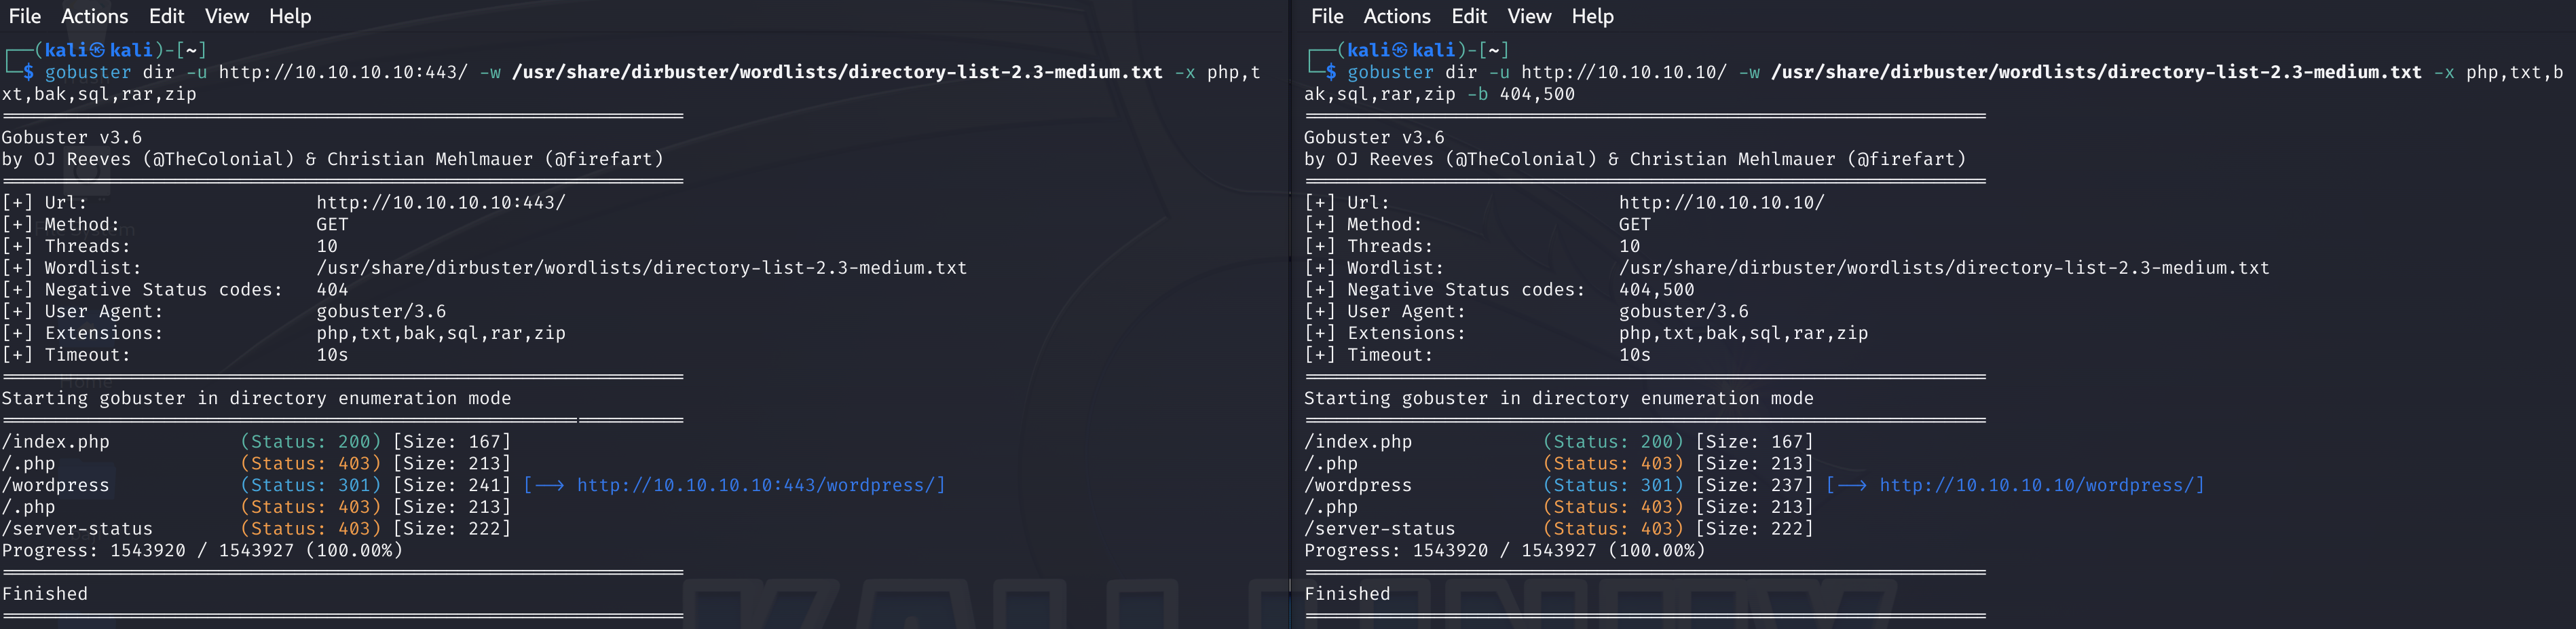 File Actions Edit View Help
┌──(kali㉿kali)-[~]
└─$ gobuster dir -u http://10.10.10.10:443/ -w /usr/share/dirbuster/wordlists/directory-list-2.3-medium.txt -x php,t
xt,bak,sql,rar,zip
===============================================================
Gobuster v3.6
by OJ Reeves (@TheColonial) & Christian Mehlmauer (@firefart)
===============================================================
[+] Url: http://10.10.10.10:443/
[+] Method: GET
[+] Threads: 10
[+] Wordlist: /usr/share/dirbuster/wordlists/directory-list-2.3-medium.txt
[+] Negative Status codes: 404
[+] User Agent: gobuster/3.6
[+] Extensions: php,txt,bak,sql,rar,zip
[+] Timeout: 10s
===============================================================
Starting gobuster in directory enumeration mode
===============================================================
/index.php (Status: 200) [Size: 167]
/.php (Status: 403) [Size: 213]
/wordpress (Status: 301) [Size: 241] [--> http://10.10.10.10:443/wordpress/]
/.php (Status: 403) [Size: 213]
/server-status (Status: 403) [Size: 222]
Progress: 1543920 / 1543927 (100.00%)
===============================================================
Finished
===============================================================
File Actions Edit View Help
┌──(kali㉿kali)-[~]
└─$ gobuster dir -u http://10.10.10.10/ -w /usr/share/dirbuster/wordlists/directory-list-2.3-medium.txt -x php,txt,b
ak,sql,rar,zip -b 404,500
===============================================================
Gobuster v3.6
by OJ Reeves (@TheColonial) & Christian Mehlmauer (@firefart)
===============================================================
[+] Url: http://10.10.10.10/
[+] Method: GET
[+] Threads: 10
[+] Wordlist: /usr/share/dirbuster/wordlists/directory-list-2.3-medium.txt
[+] Negative Status codes: 404,500
[+] User Agent: gobuster/3.6
[+] Extensions: php,txt,bak,sql,rar,zip
[+] Timeout: 10s
===============================================================
Starting gobuster in directory enumeration mode
===============================================================
/index.php (Status: 200) [Size: 167]
/.php (Status: 403) [Size: 213]
/wordpress (Status: 301) [Size: 237] [--> http://10.10.10.10/wordpress/]
/.php (Status: 403) [Size: 213]
/server-status (Status: 403) [Size: 222]
Progress: 1543920 / 1543927 (100.00%)
===============================================================
Finished
===============================================================